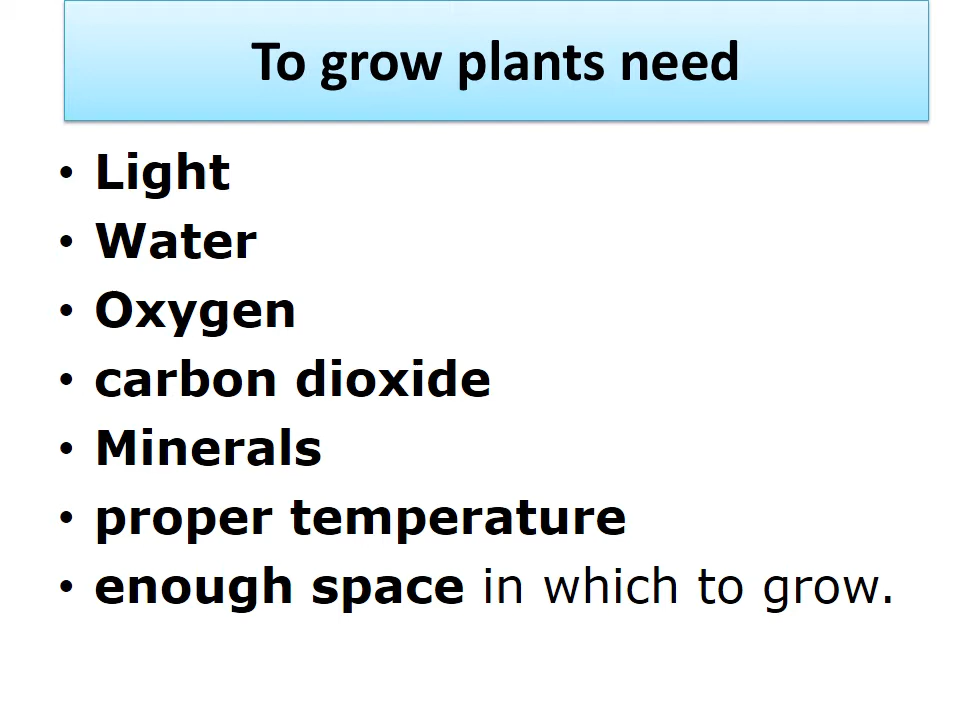 To grow plants need
• Light
• Water
• Oxygen
• carbon dioxide
• Minerals
• proper temperature
• enough space in which to grow.